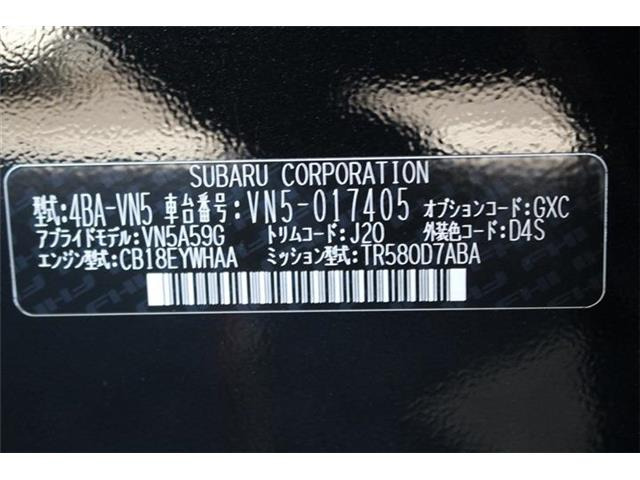 SUBARU CORPORATION
型式:4BA-VN5 車台番号:VN5-017405 オプションコード:GXC
アプライドモデル:VN5A59G トリムコード:J20 外装色コード:D4S
エンジン型式:CB18EYWHAA ミッション型式:TR580D7ABA